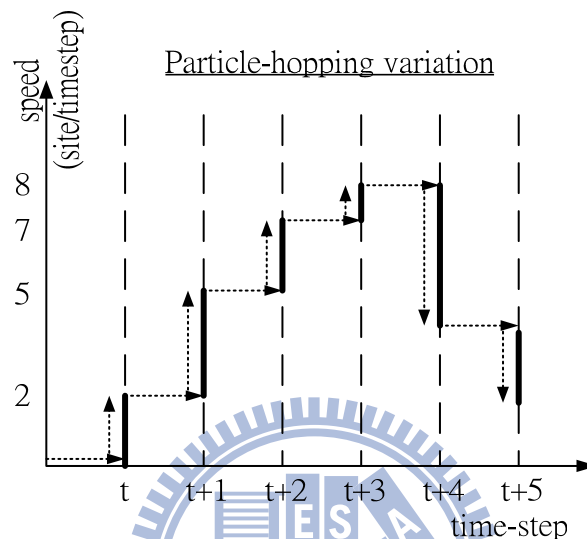 Particle-hopping variation
speed
(site/timestep)
8
7
5
2
t t+1 t+2 t+3 t+4 t+5
time-step
E S A